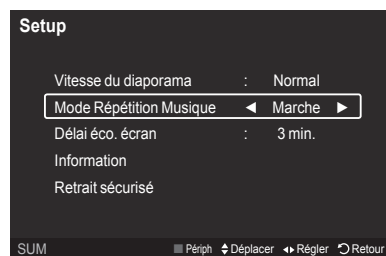 Setup
Vitesse du diaporama : Normal
Mode Répétition Musique ◄ Marche ►
Délai éco. écran : 3 min.
Information
Retrait sécurisé
SUM Périph Déplacer Régler Retour